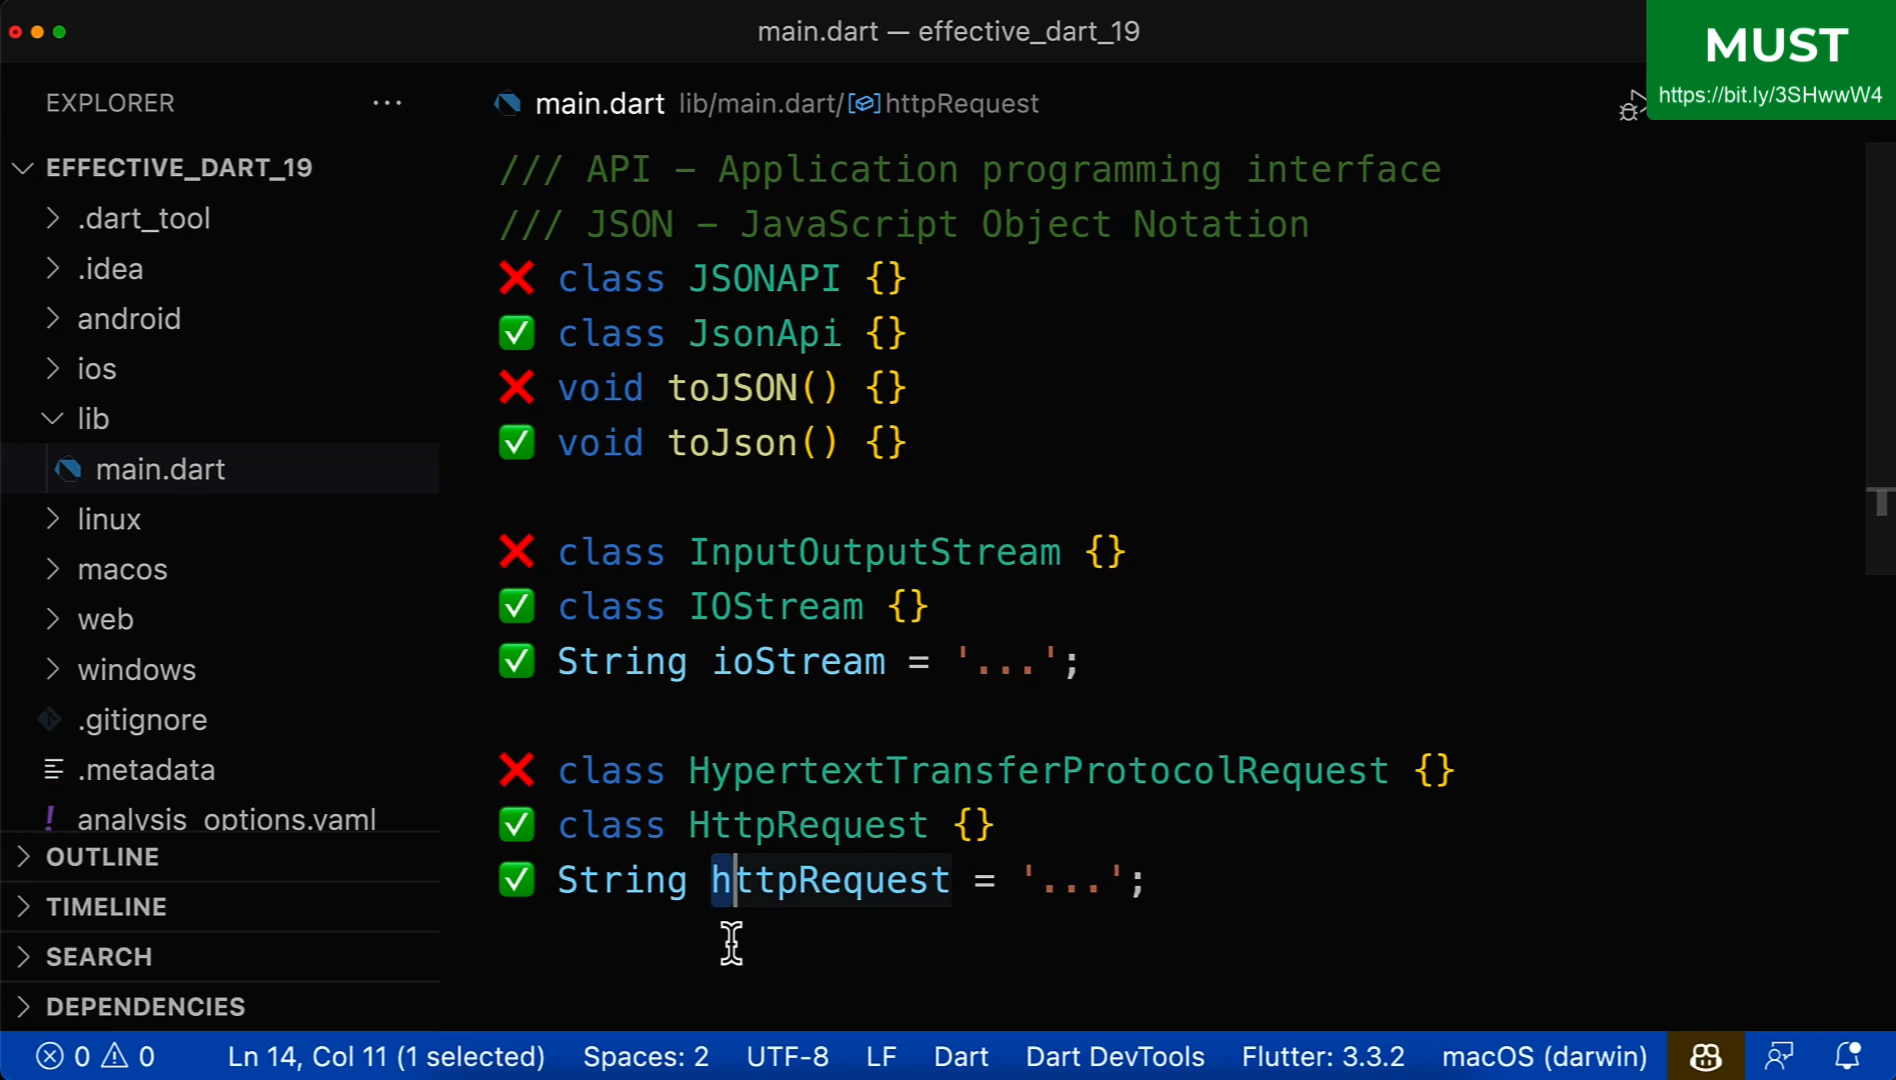 main.dart — effective_dart_19
MUST
https://bit.ly/3SHwwW4
EXPLORER
main.dart lib/main.dart/httpRequest
EFFECTIVE_DART_19
.dart_tool
.idea
android
ios
lib
main.dart
linux
macos
web
windows
.gitignore
.metadata
! analysis_options.yaml
OUTLINE
TIMELINE
SEARCH
DEPENDENCIES
/// API – Application programming interface
/// JSON – JavaScript Object Notation
❌ class JSONAPI {}
✅ class JsonApi {}
❌ void toJSON() {}
✅ void toJson() {}
❌ class InputOutputStream {}
✅ class IOStream {}
✅ String ioStream = '...';
❌ class HypertextTransferProtocolRequest {}
✅ class HttpRequest {}
✅ String httpRequest = '...';
0 0 Ln 14, Col 11 (1 selected) Spaces: 2 UTF-8 LF Dart Dart DevTools Flutter: 3.3.2 macOS (darwin)